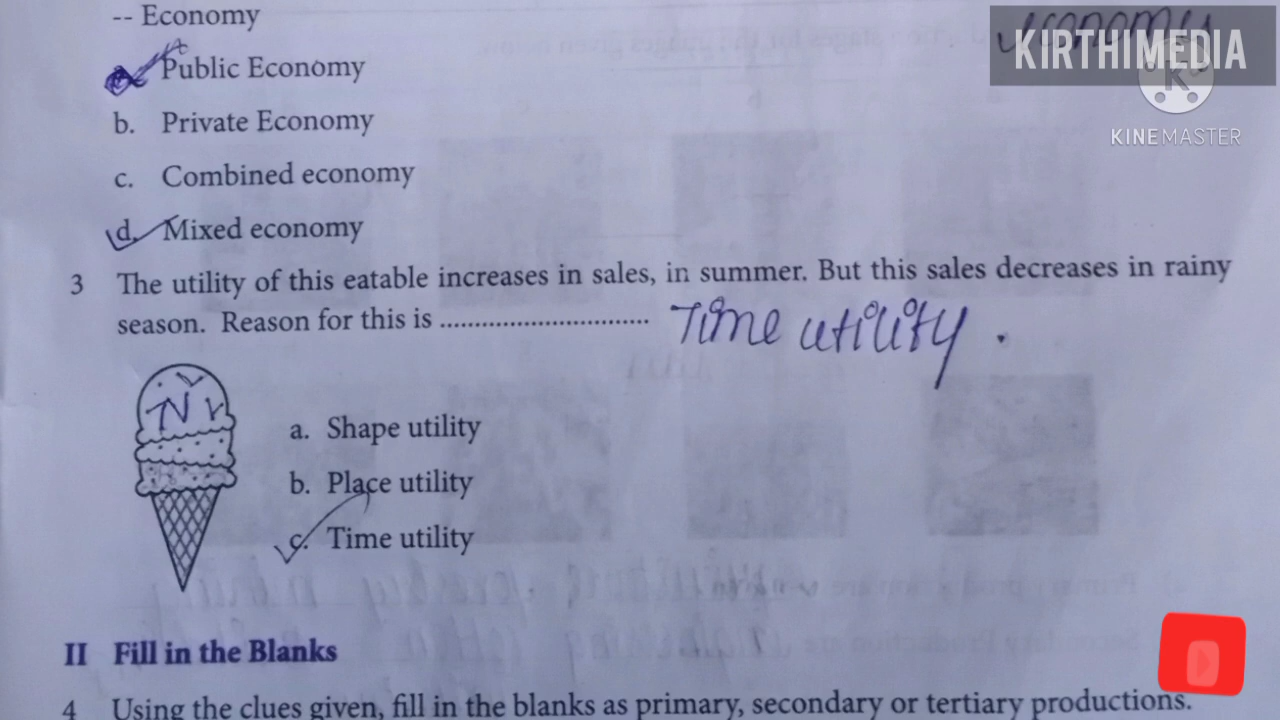 -- Economy
economy
KIRTHIMEDIA
K
KINEMASTER
Public Economy
b. Private Economy
c. Combined economy
d. Mixed economy
3 The utility of this eatable increases in sales, in summer. But this sales decreases in rainy
season. Reason for this is .............................. Time utility.
a. Shape utility
b. Place utility
c. Time utility
II Fill in the Blanks
4 Using the clues given, fill in the blanks as primary, secondary or tertiary productions.